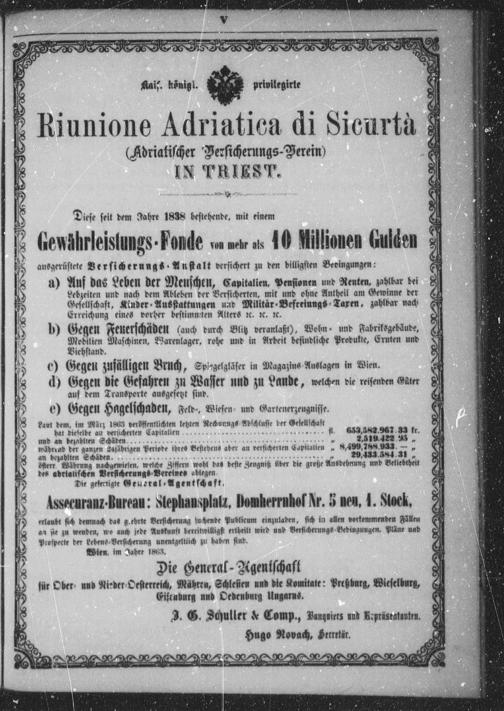 V
Kais. königl. privilegirte
Riunione Adriatica di Sicurtà
(Adriatischer Versicherungs-Verein)
IN TRIEST.
Diese seit dem Jahre 1838 bestehende, mit einem
Gewährleistungs-Fonde von mehr als 10 Millionen Gulden
ausgerüstete Versicherungs-Anstalt versichert zu den billigsten Bedingungen:
a) Auf das Leben der Menschen, Capitalien, Pensionen und Renten, zahlbar bei
Lebzeiten und nach dem Ableben der Versicherten, mit und ohne Antheil am Gewinne der
Gesellschaft, Kinder-Ausstattungen und Militär-Befreiungs-Taxen, zahlbar nach
Erreichung eines vorher bestimmten Alters ꝛc. ꝛc. ꝛc.
b) Gegen Feuerschäden (auch durch Blitz veranlaßt), Wohn- und Fabriksgebäude,
Mobilien Maschinen, Warenlager, rohe und in Arbeit befindliche Produkte, Ernten und
Viehstand.
c) Gegen zufälligen Bruch, Spiegelgläser in Magazins-Auslagen in Wien.
d) Gegen die Gefahren zu Wasser und zu Lande, welchen die reisenden Güter
auf dem Transporte ausgesetzt sind.
e) Gegen Hagelschaden, Feld-, Wiesen- und Gartenerzeugnisse.
Laut dem, im März 1863 veröffentlichten letzten Rechnungs-Abschlusse der Gesellschaft
hat dieselbe an versicherten Capitalien . . . . fl. 653,582.967.33 kr.
und an bezahlten Schäden . . . . „ 2,519.422 95 „
während der ganzen 24jährigen Periode ihres Bestehens aber an versicherten Capitalien „ 8,499,788.933. — „
an bezahlten Schäden . . . . „ 29,433.584.31 „
österr. Währung nachgewiesen, welche Ziffern wohl das beste Zeugniß über die große Ausdehnung und Beliebtheit
des adriatischen Versicherungs-Vereines ablegen.
Die gefertigte General-Agentschaft,
Assecuranz-Bureau: Stephansplatz, Domherrnhof Nr. 5 neu, 1. Stock,
erlaubt sich demnach das geehrte Versicherung suchende Publicum einzuladen, sich in allen vorkommenden Fällen
an sie zu wenden, wo auch jede Auskunft bereitwilligst ertheilt wird und Versicherungs-Bedingungen, Pläne und
Prospecte der Lebens-Versicherung unentgeltlich zu haben sind.
Wien, im Jahre 1863.
Die General-Agentschaft
für Ober- und Nieder-Oesterreich, Mähren, Schlesien und die Komitate: Preßburg, Wieselburg,
Eisenburg und Oedenburg Ungarns.
J. G. Schuller & Comp., Banquiers und Repräsentanten.
Hugo Novach, Secretär.